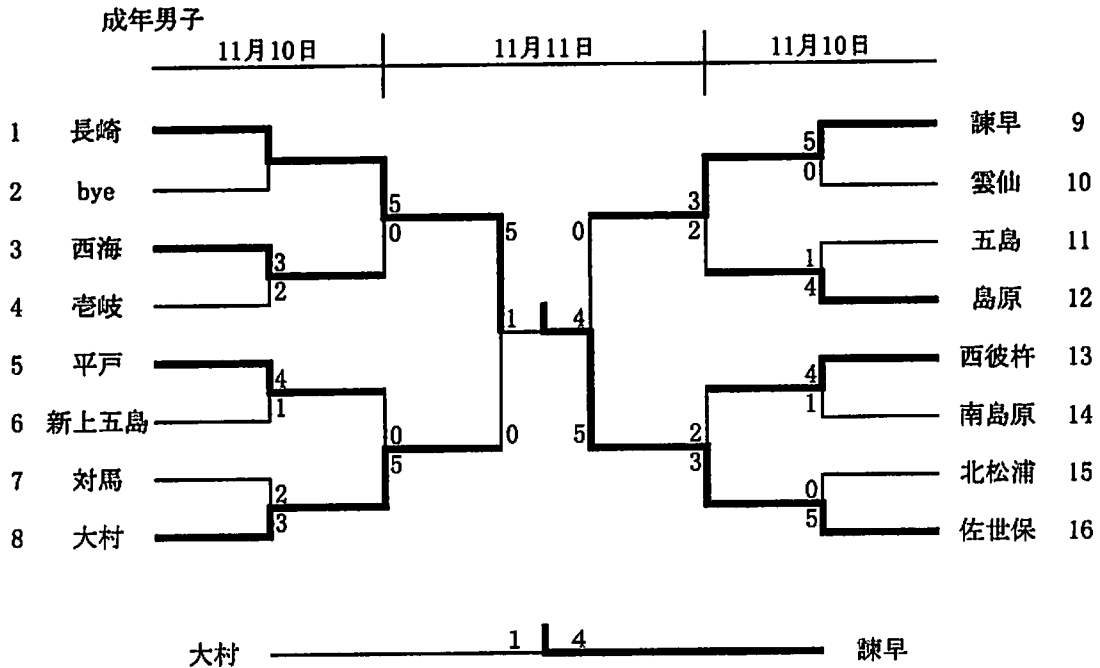 成年男子
11月10日 11月11日 11月10日
1 長崎 諫早 9
5
0
2 bye 雲仙 10
5 3
0 5 0 2
3 西海 五島 11
3 1
2 4
4 壱岐 島原 12
1 4
5 平戸 西彼杵 13
4 4
1 1
6 新上五島 南島原 14
0 0 5 2
5 3
7 対馬 北松浦 15
2 0
3 5
8 大村 佐世保 16
大村 1 4 諫早